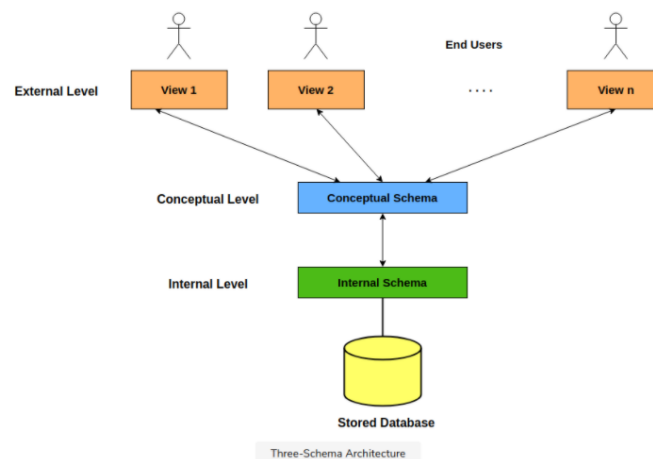 End Users
External Level
View 1
View 2
....
View n
Conceptual Level
Conceptual Schema
Internal Level
Internal Schema
Stored Database
Three-Schema Architecture